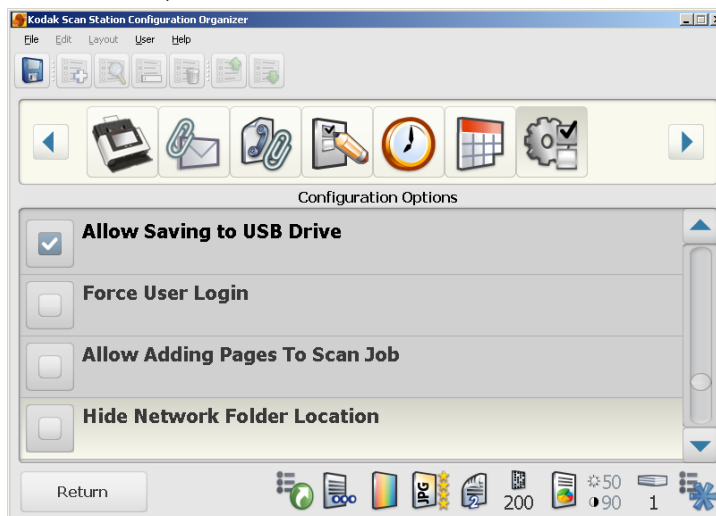 Kodak Scan Station Configuration Organizer
File Edit Layout User Help
Configuration Options
Allow Saving to USB Drive
Force User Login
Allow Adding Pages To Scan Job
Hide Network Folder Location
Return
JPG
2
200
50
90
1